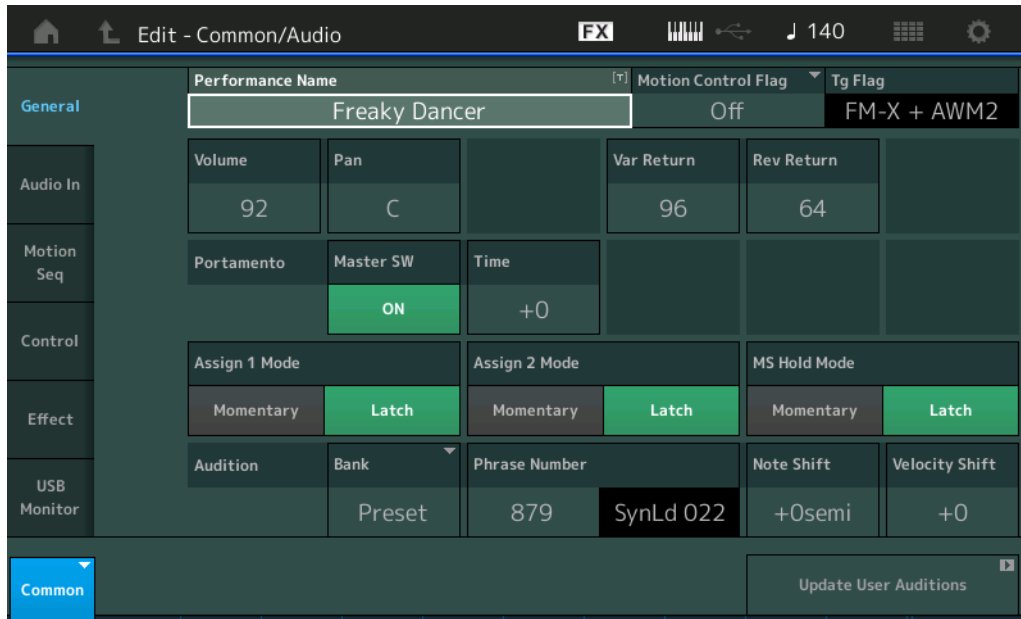 Edit - Common/Audio FX ♩ 140
Performance Name [T] Motion Control Flag Tg Flag
General
Freaky Dancer Off FM-X + AWM2
Volume Pan Var Return Rev Return
Audio In
92 C 96 64
Motion
Seq
Portamento Master SW Time
ON +0
Control
Assign 1 Mode Assign 2 Mode MS Hold Mode
Momentary Latch Momentary Latch Momentary Latch
Effect
Audition Bank Phrase Number Note Shift Velocity Shift
USB
Monitor
Preset 879 SynLd 022 +0semi +0
Common
Update User Auditions